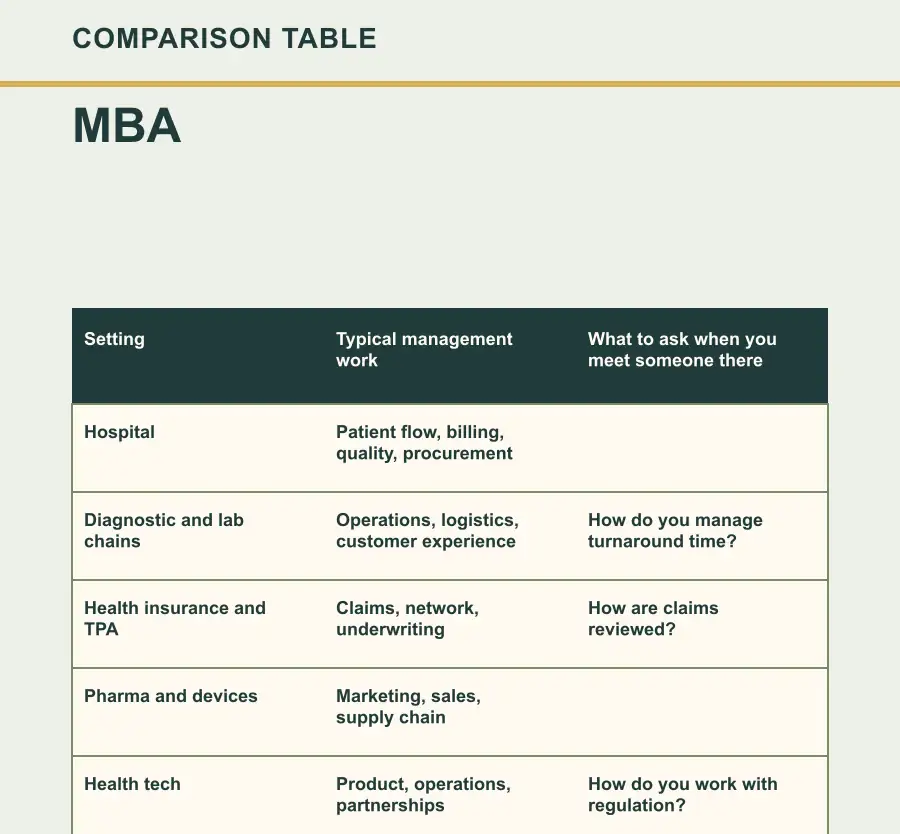 COMPARISON TABLE
MBA
Setting
Typical management
work
What to ask when you
meet someone there
Hospital
Patient flow, billing,
quality, procurement
Diagnostic and lab
chains
Operations, logistics,
customer experience
How do you manage
turnaround time?
Health insurance and
TPA
Claims, network,
underwriting
How are claims
reviewed?
Pharma and devices
Marketing, sales,
supply chain
Health tech
Product, operations,
partnerships
How do you work with
regulation?